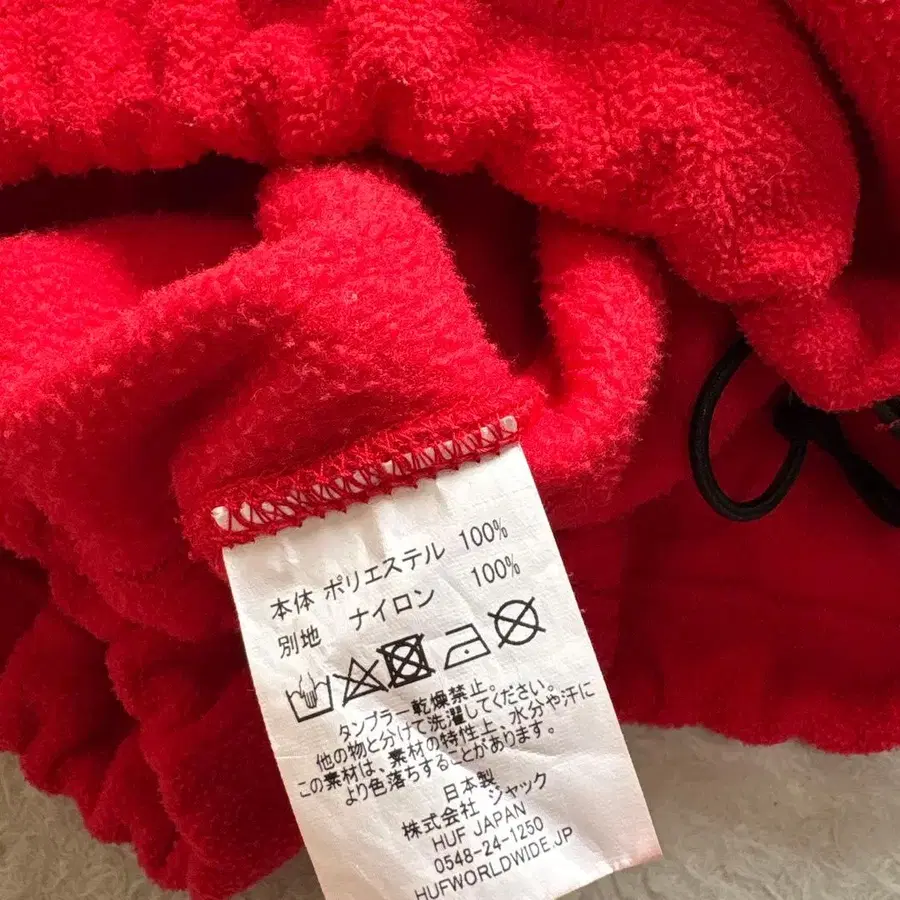 本体 ポリエステル 100%
別地 ナイロン 100%
タンブラー乾燥禁止。
他の物と分けて洗濯してください。
この素材は、素材の特性上、水分や汗に
より色落ちすることがあります。
日本製
株式会社 ジャック
HUF JAPAN
0548-24-1250
HUFWORLDWIDE.JP